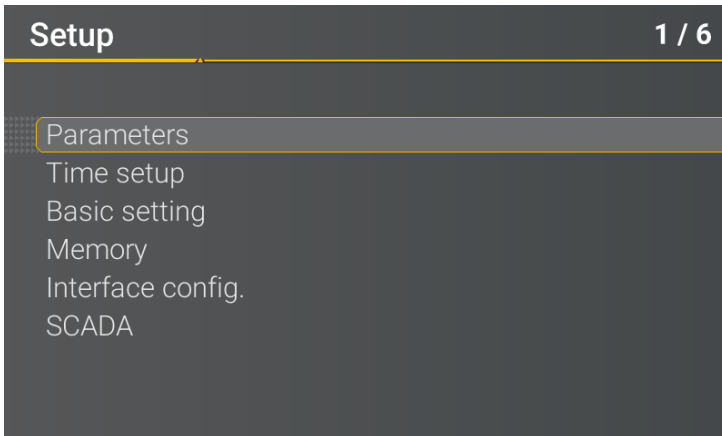 Setup 1 / 6
Parameters
Time setup
Basic setting
Memory
Interface config.
SCADA